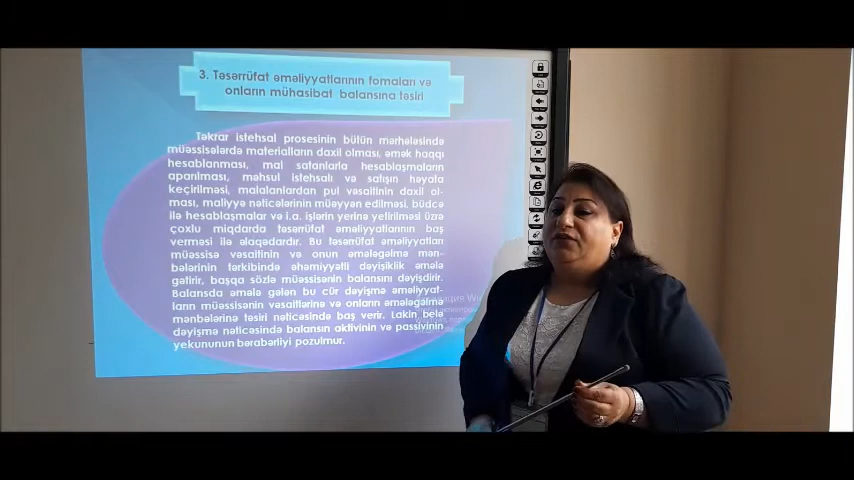 3. Təsərrüfat əməliyyatlarının fomaları və
onların mühasibat balansına təsiri
Təkrar istehsal prosesinin bütün mərhələsində
müəssisələrdə materialların daxil olması, əmək haqqı
hesablanması, mal satanlarla hesablaşmaların
aparılması, məhsul istehsalı və satışın həyata
keçirilməsi, malalanlardan pul vəsaitinin daxil ol-
ması, maliyyə nəticələrinin müəyyən edilməsi, büdcə
ilə hesablaşmalar və i.a. işlərin yerinə yetirilməsi üzrə
çoxlu miqdarda təsərrüfat əməliyyatlarının baş
verməsi ilə əlaqədardır. Bu təsərrüfat əməliyyatları
müəssisə vəsaitinin və onun əmələgəlmə mən-
bələrinin tərkibində əhəmiyyətli dəyişiklik əmələ
gətirir, başqa sözlə müəssisənin balansını dəyişdirir.
Balansda əmələ gələn bu cür dəyişmə əməliyyat-
ların müəssisənin vəsaitlərinə və onların əmələgəlmə
mənbələrinə təsiri nəticəsində baş verir. Lakin belə
dəyişmə nəticəsində balansın aktivinin və passivinin
yekununun bərabərliyi pozulmur.